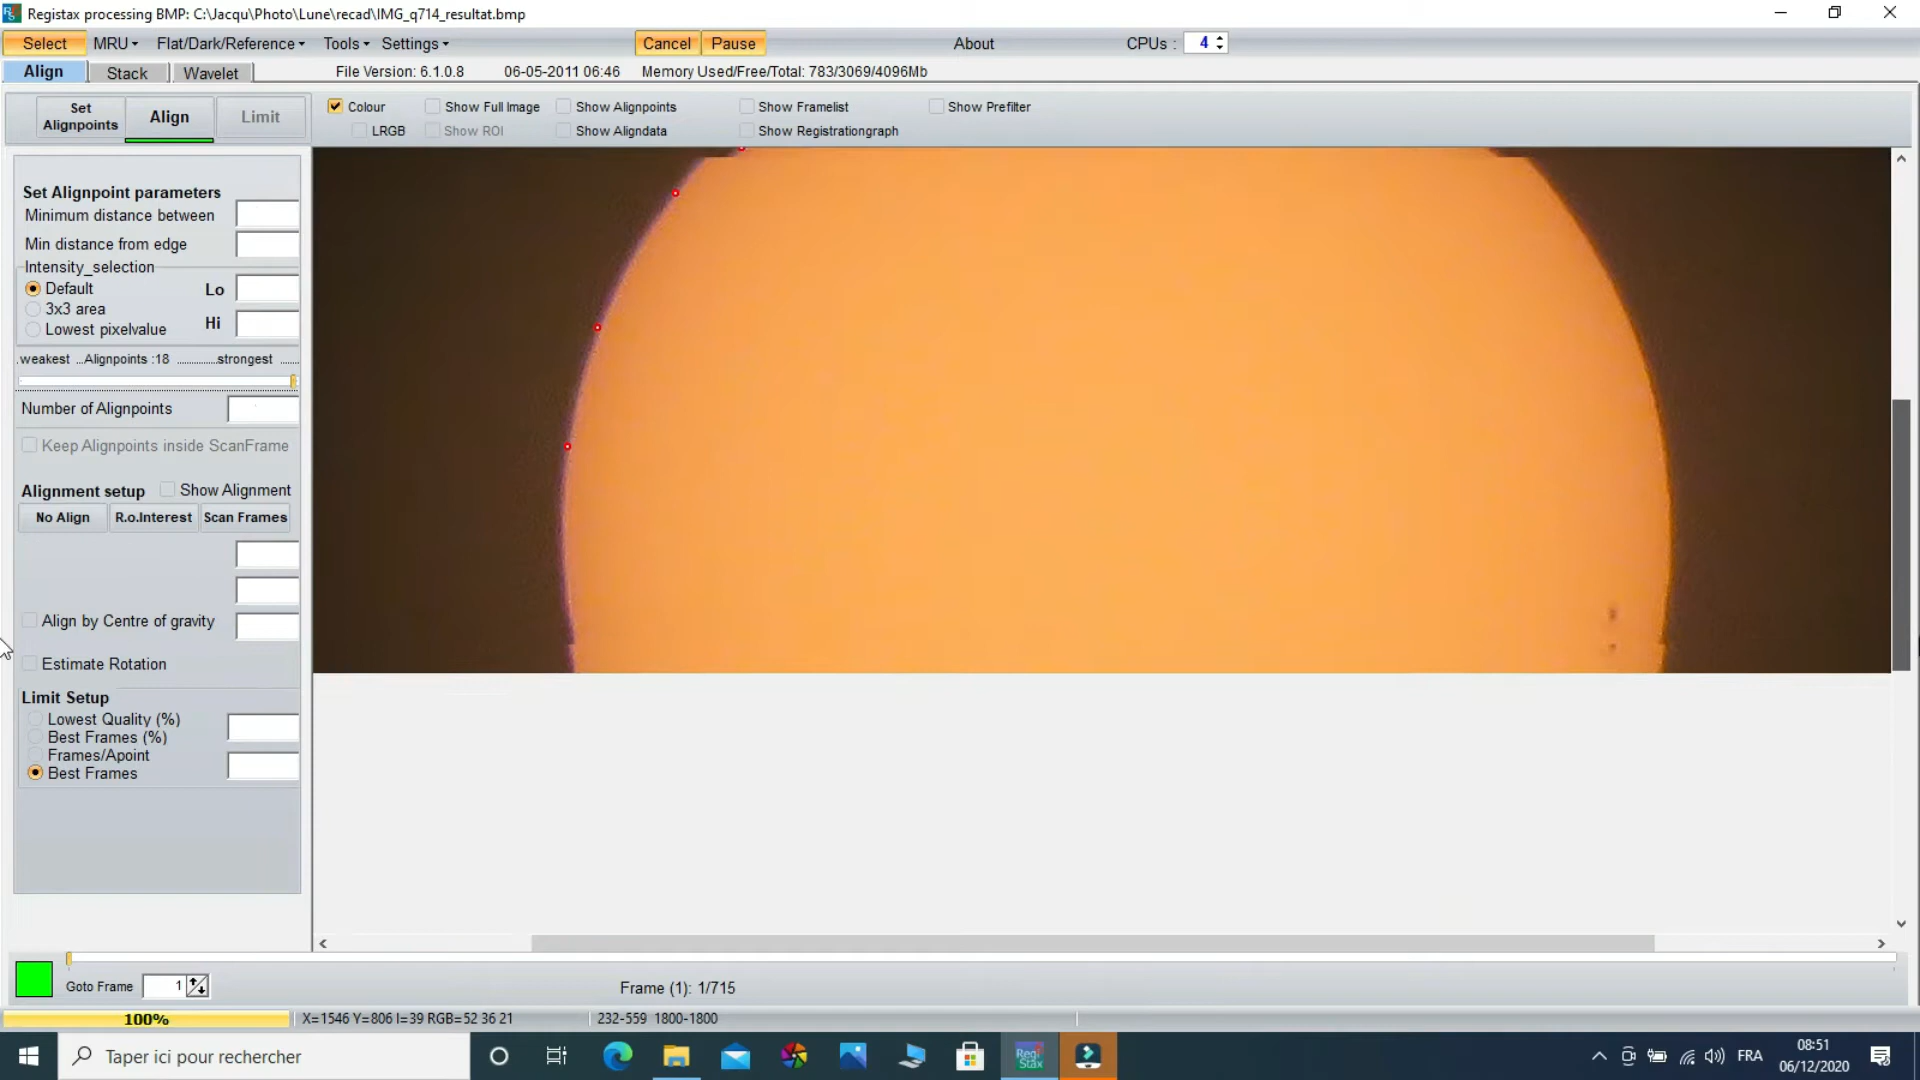 Registax processing BMP: C:\Jacqu\Photo\Lune\recad\IMG_q714_resultat.bmp
Select MRU Flat/Dark/Reference Tools Settings Cancel Pause About CPUs : 4
Align Stack Wavelet File Version: 6.1.0.8 06-05-2011 06:46 Memory Used/Free/Total: 783/3069/4096Mb
Set Alignpoints Align Limit
Colour Show Full Image Show Alignpoints Show Framelist Show Prefilter
LRGB Show ROI Show Aligndata Show Registrationgraph
Set Alignpoint parameters
Minimum distance between
Min distance from edge
Intensity_selection
Default Lo
3x3 area
Hi
Lowest pixelvalue
.weakest ...Alignpoints :18 ..............strongest ......
Number of Alignpoints
Keep Alignpoints inside ScanFrame
Alignment setup Show Alignment
No Align R.o.Interest Scan Frames
Align by Centre of gravity
Estimate Rotation
Limit Setup
Lowest Quality (%)
Best Frames (%)
Frames/Apoint
Best Frames
Goto Frame 1 Frame (1): 1/715
100% X=1546 Y=806 I=39 RGB=52 36 21 232-559 1800-1800
Taper ici pour rechercher
Regi
Stax
FRA
08:51
06/12/2020